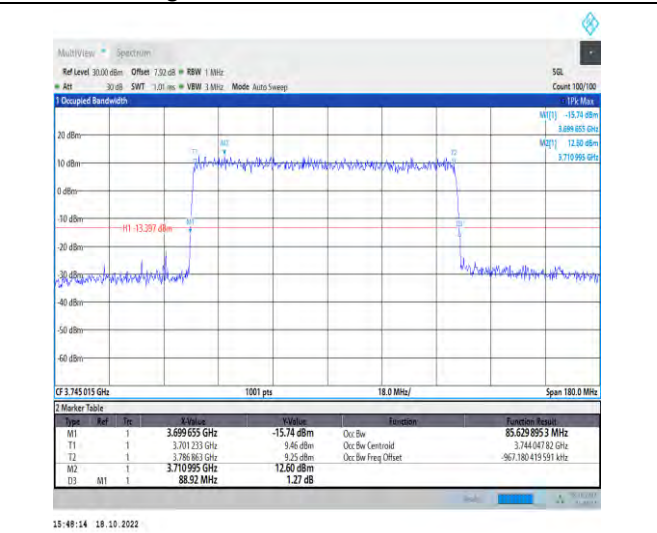 MultiView Spectrum
Ref Level 30.00 dBm Offset 7.92 dB RBW 1 MHz SGL
Att 30 dB SWT 1.01 ms VBW 3 MHz Mode Auto Sweep Count 100/100
1 Occupied Bandwidth 1Pk Max
M1[1] -15.74 dBm
3.699 655 GHz
M2[1] 12.60 dBm
3.710 995 GHz
20 dBm
M2
T1
T2
10 dBm
0 dBm
-10 dBm
M1
H1 -13.397 dBm
-20 dBm
-30 dBm
-40 dBm
-50 dBm
-60 dBm
CF 3.745 015 GHz 1001 pts 18.0 MHz/ Span 180.0 MHz
2 Marker Table
Type Ref Trc X-Value Y-Value Function Function Result
M1 1 3.699 655 GHz -15.74 dBm Occ Bw 85.629 895 3 MHz
T1 1 3.701 233 GHz 9.46 dBm Occ Bw Centroid 3.744 047 82 GHz
T2 1 3.786 863 GHz 9.25 dBm Occ Bw Freq Offset -967.180 419 591 kHz
M2 1 3.710 995 GHz 12.60 dBm
D3 M1 1 88.92 MHz 1.27 dB
15:48:14 18.10.2022